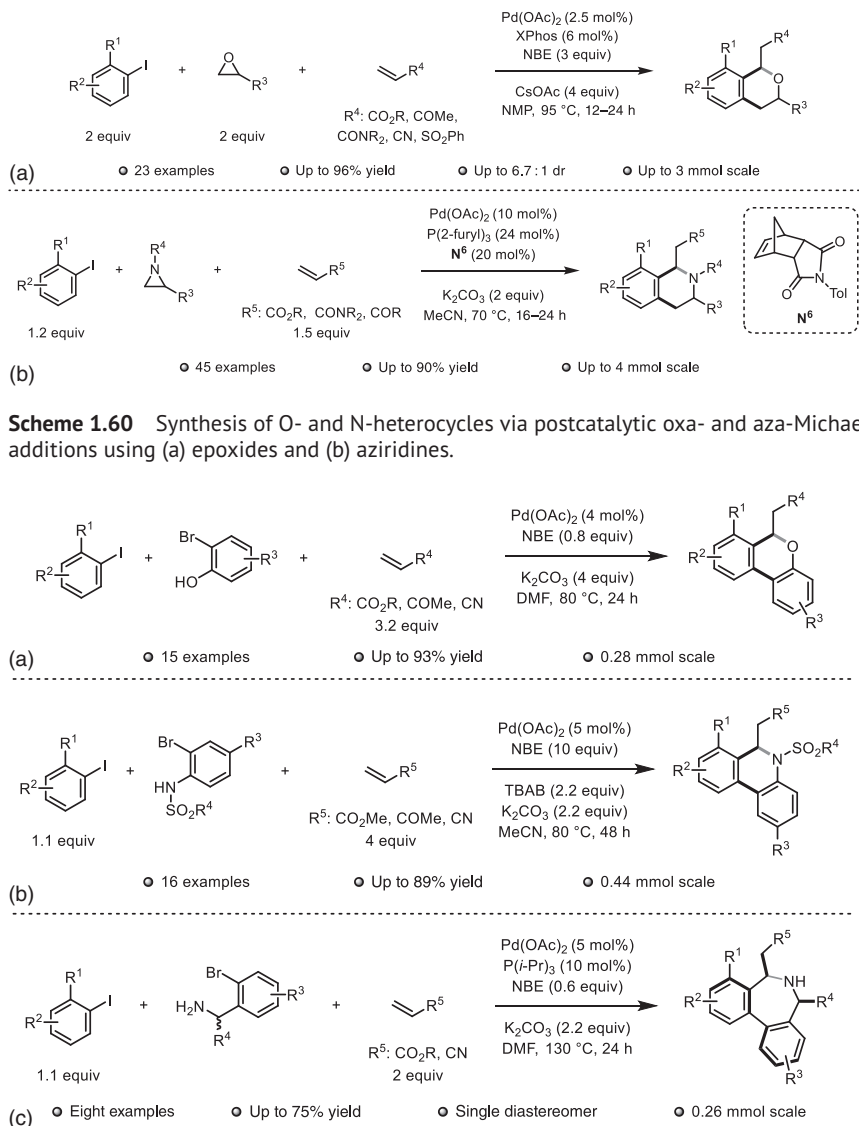 Pd(OAc)₂ (2.5 mol%)
XPhos (6 mol%)
NBE (3 equiv)
CsOAc (4 equiv)
NMP, 95 °C, 12–24 h
R¹
R²
I
2 equiv
+
O
R³
2 equiv
+
R⁴
R⁴: CO₂R, COMe,
CONR₂, CN, SO₂Ph
R¹
R⁴
R²
O
R³
(a)
23 examples
Up to 96% yield
Up to 6.7 : 1 dr
Up to 3 mmol scale
Pd(OAc)₂ (10 mol%)
P(2-furyl)₃ (24 mol%)
N⁶ (20 mol%)
K₂CO₃ (2 equiv)
MeCN, 70 °C, 16–24 h
R¹
R²
I
1.2 equiv
+
R⁴
N
R³
+
R⁵
R⁵: CO₂R, CONR₂, COR
1.5 equiv
R¹
R⁵
R²
N
R⁴
R³
O
N
Tol
O
N⁶
(b)
45 examples
Up to 90% yield
Up to 4 mmol scale
Scheme 1.60 Synthesis of O- and N-heterocycles via postcatalytic oxa- and aza-Michae
additions using (a) epoxides and (b) aziridines.
R¹
R²
I
+
Br
HO
R³
+
R⁴
R⁴: CO₂R, COMe, CN
3.2 equiv
Pd(OAc)₂ (4 mol%)
NBE (0.8 equiv)
K₂CO₃ (4 equiv)
DMF, 80 °C, 24 h
R¹
R⁴
R²
O
R³
(a)
15 examples
Up to 93% yield
0.28 mmol scale
R¹
R²
I
1.1 equiv
+
Br
R³
HN
SO₂R⁴
+
R⁵
R⁵: CO₂Me, COMe, CN
4 equiv
Pd(OAc)₂ (5 mol%)
NBE (10 equiv)
TBAB (2.2 equiv)
K₂CO₃ (2.2 equiv)
MeCN, 80 °C, 48 h
R¹
R⁵
R²
N
SO₂R⁴
R³
(b)
16 examples
Up to 89% yield
0.44 mmol scale
R¹
R²
I
1.1 equiv
+
Br
H₂N
R³
R⁴
+
R⁵
R⁵: CO₂R, CN
2 equiv
Pd(OAc)₂ (5 mol%)
P(i-Pr)₃ (10 mol%)
NBE (0.6 equiv)
K₂CO₃ (2.2 equiv)
DMF, 130 °C, 24 h
R¹
R⁵
R²
NH
R⁴
R³
(c)
Eight examples
Up to 75% yield
Single diastereomer
0.26 mmol scale